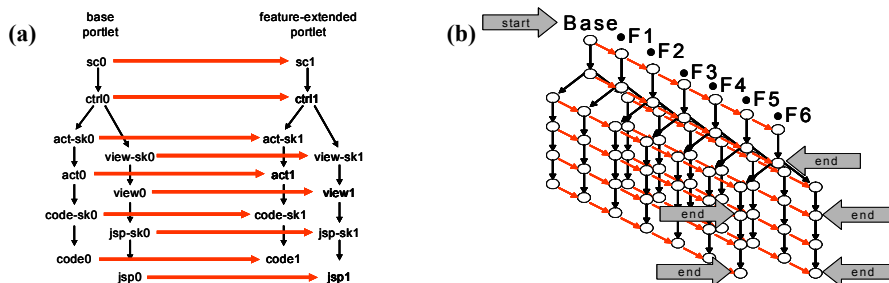 (a)
base
portlet
feature-extended
portlet
sc0
sc1
ctrl0
ctrl1
act-sk0
act-sk1
view-sk0
view-sk1
act0
act1
view0
view1
code-sk0
code-sk1
jsp-sk0
jsp-sk1
code0
code1
jsp0
jsp1
(b)
start
Base
•F1
•F2
•F3
•F4
•F5
•F6
end
end
end
end
end